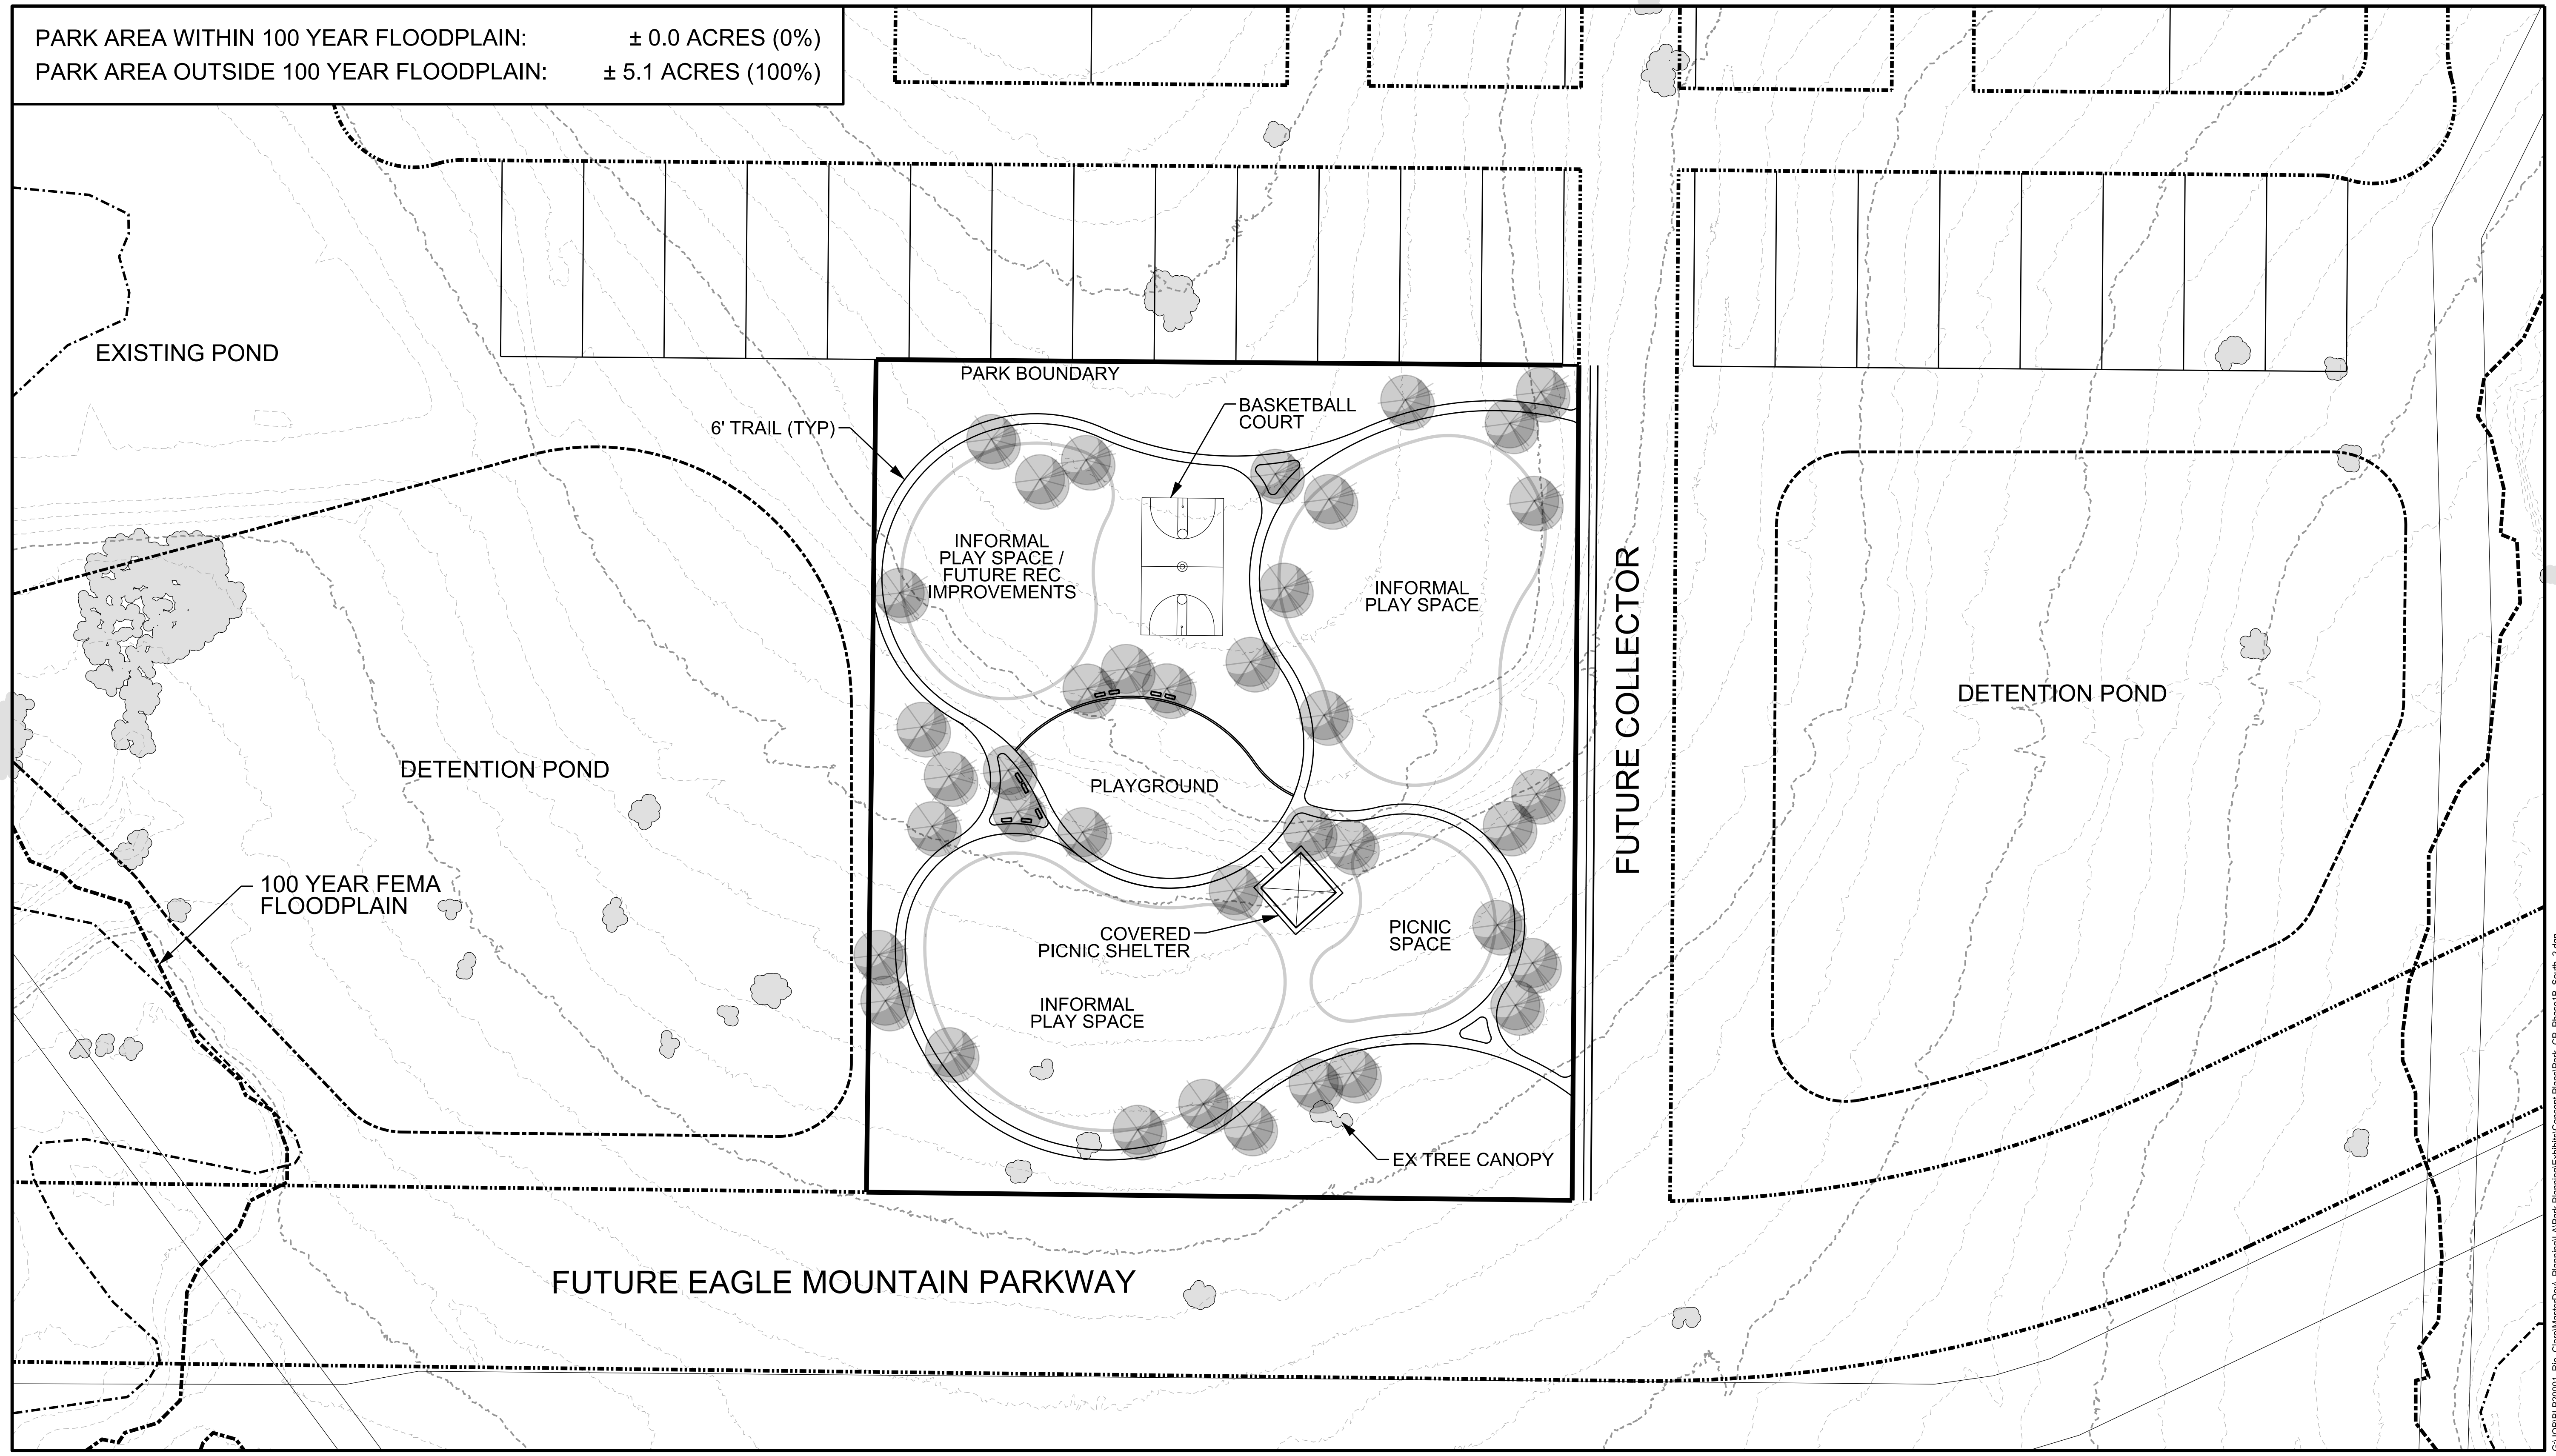 PARK AREA WITHIN 100 YEAR FLOODPLAIN: ± 0.0 ACRES (0%)
PARK AREA OUTSIDE 100 YEAR FLOODPLAIN: ± 5.1 ACRES (100%)
EXISTING POND
PARK BOUNDARY
6' TRAIL (TYP)
BASKETBALL
COURT
INFORMAL
PLAY SPACE /
FUTURE REC
IMPROVEMENTS
INFORMAL
PLAY SPACE
FUTURE COLLECTOR
DETENTION POND
DETENTION POND
PLAYGROUND
100 YEAR FEMA
FLOODPLAIN
COVERED
PICNIC SHELTER
PICNIC
SPACE
INFORMAL
PLAY SPACE
EX TREE CANOPY
FUTURE EAGLE MOUNTAIN PARKWAY